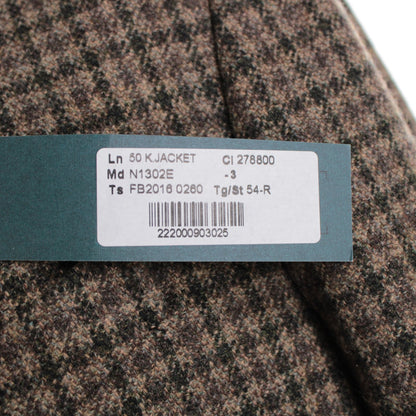 Ln 50 K.JACKET Cl 278800
Md N1302E -3
Ts FB2016 0260 Tg/St 54-R
222000903025